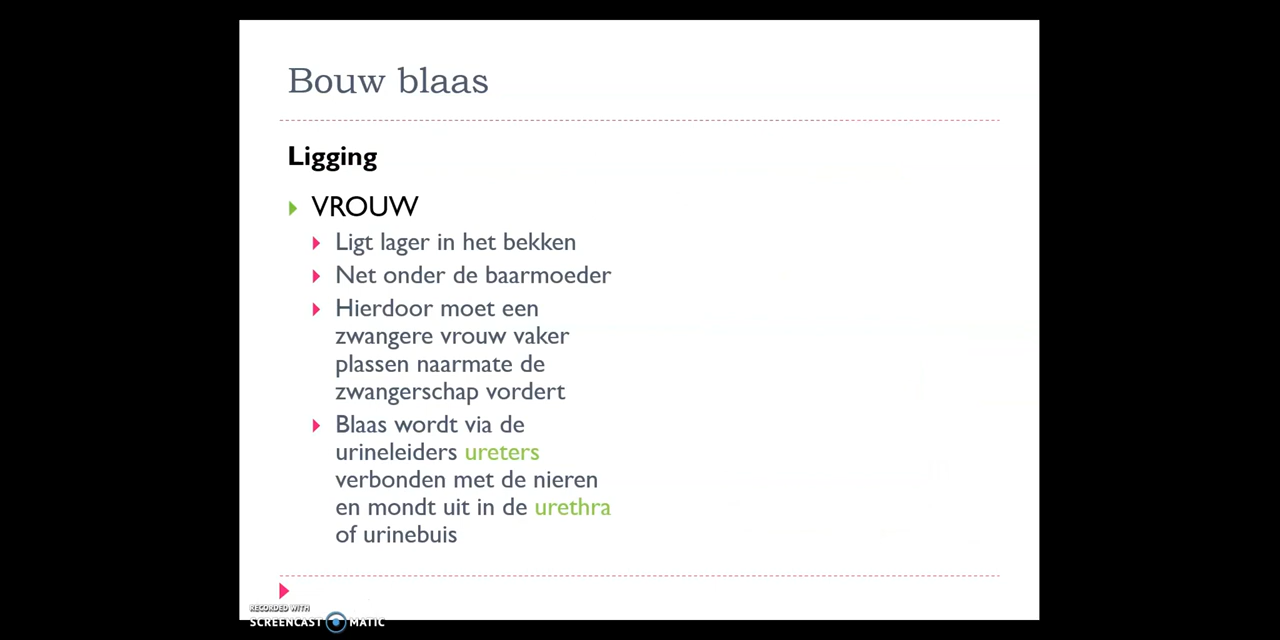 Bouw blaas
Ligging
VROUW
Ligt lager in het bekken
Net onder de baarmoeder
Hierdoor moet een
zwangere vrouw vaker
plassen naarmate de
zwangerschap vordert
Blaas wordt via de
urineleiders ureters
verbonden met de nieren
en mondt uit in de urethra
of urinebuis
RECORDED WITH
SCREENCAST MATIC